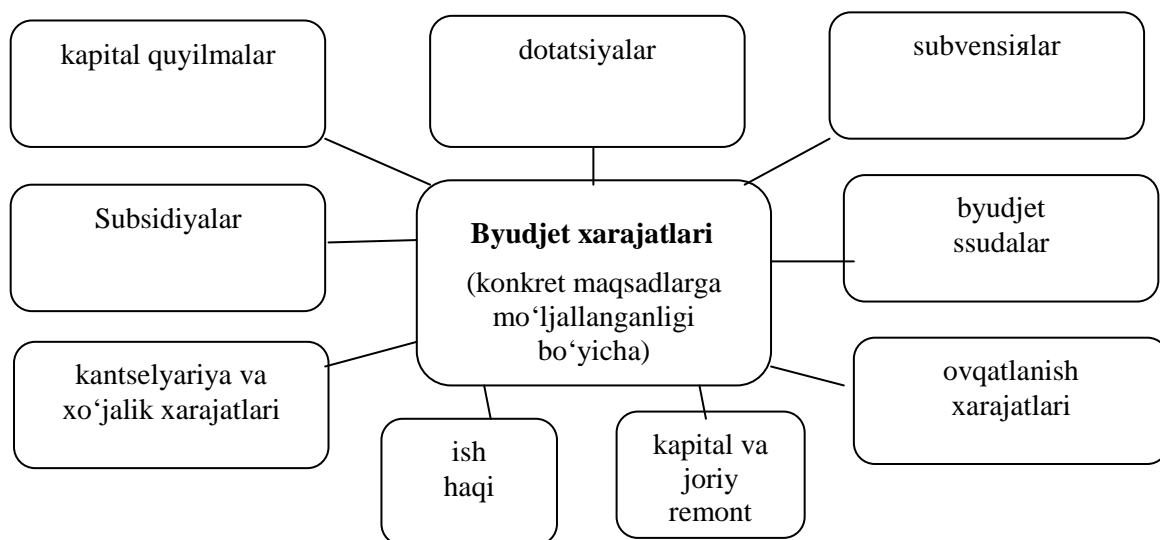 kapital quyilmalar
dotatsiyalar
subvensiяlar
Subsidiyalar
Byudjet xarajatlari
(konkret maqsadlarga
mo‘ljallanganligi
bo‘yicha)
byudjet
ssudalar
kantselyariya va
xo‘jalik xarajatlari
ovqatlanish
xarajatlari
ish
haqi
kapital va
joriy
remont